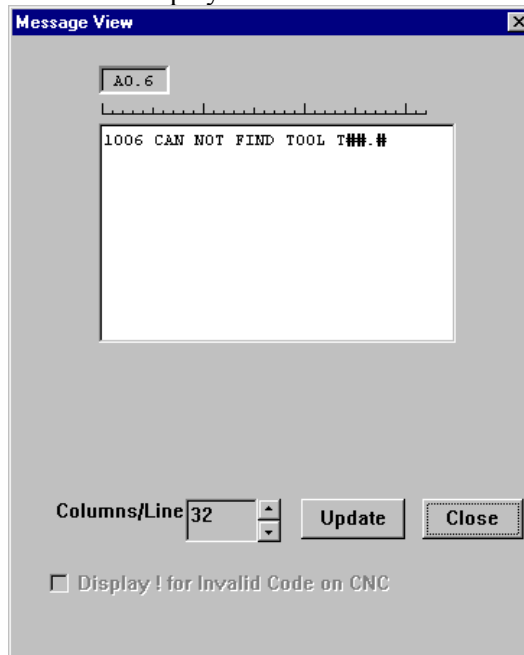 Message View
A0.6
1006 CAN NOT FIND TOOL T##.#
Columns/Line 32
Update
Close
Display ! for Invalid Code on CNC